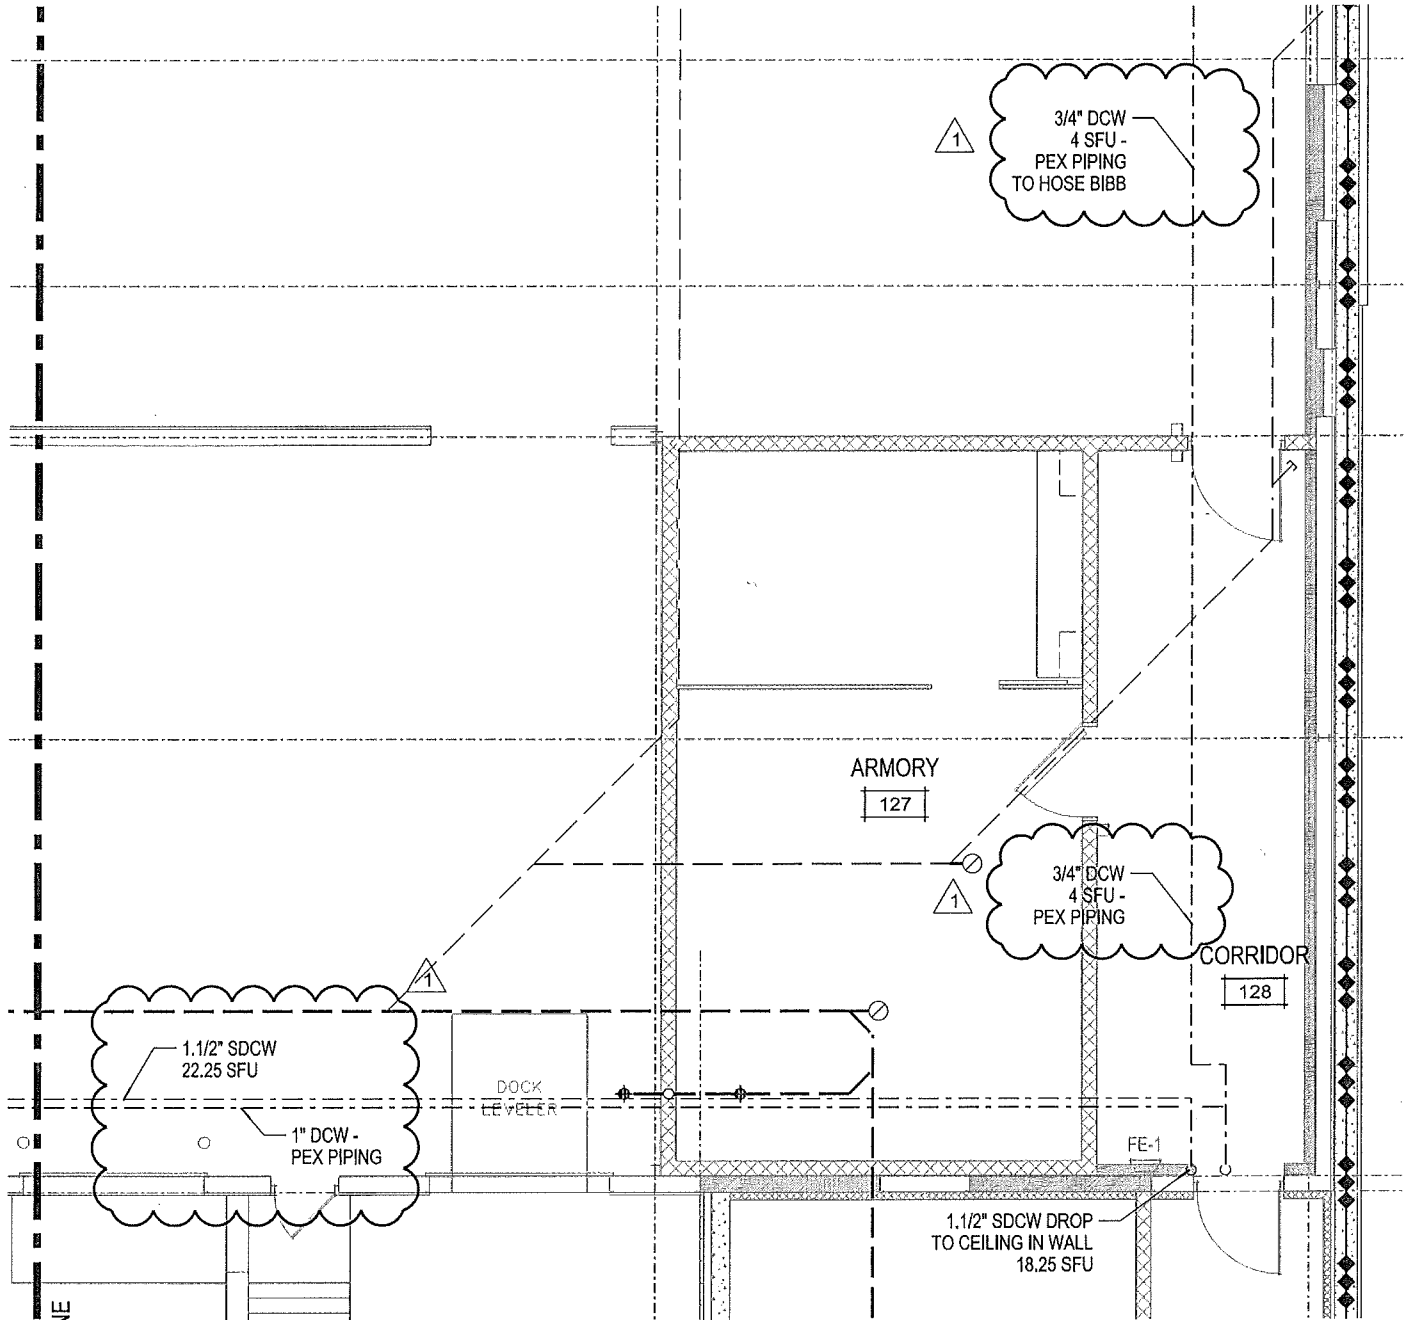 3/4" DCW
4 SFU -
PEX PIPING
TO HOSE BIBB
1
ARMORY
127
3/4" DCW
4 SFU -
PEX PIPING
1
CORRIDOR
128
1
1.1/2" SDCW
22.25 SFU
DOCK
LEVELER
1" DCW -
PEX PIPING
FE-1
1.1/2" SDCW DROP
TO CEILING IN WALL
18.25 SFU
NE